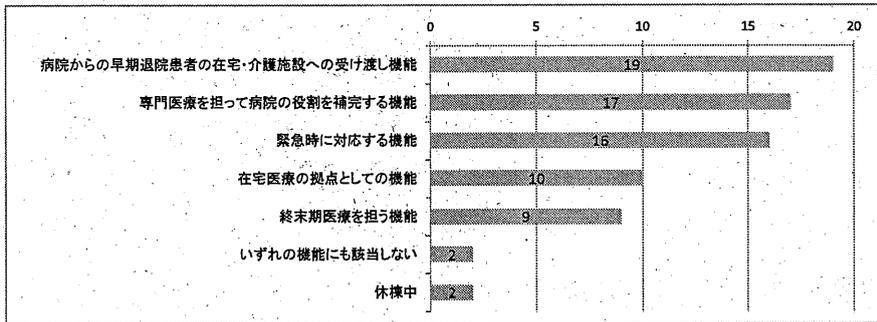 0 5 10 15 20
病院からの早期退院患者の在宅・介護施設への受け渡し機能 19
専門医療を担って病院の役割を補完する機能 17
緊急時に対応する機能 16
在宅医療の拠点としての機能 10
終末期医療を担う機能 9
いずれの機能にも該当しない 2
休棟中 2